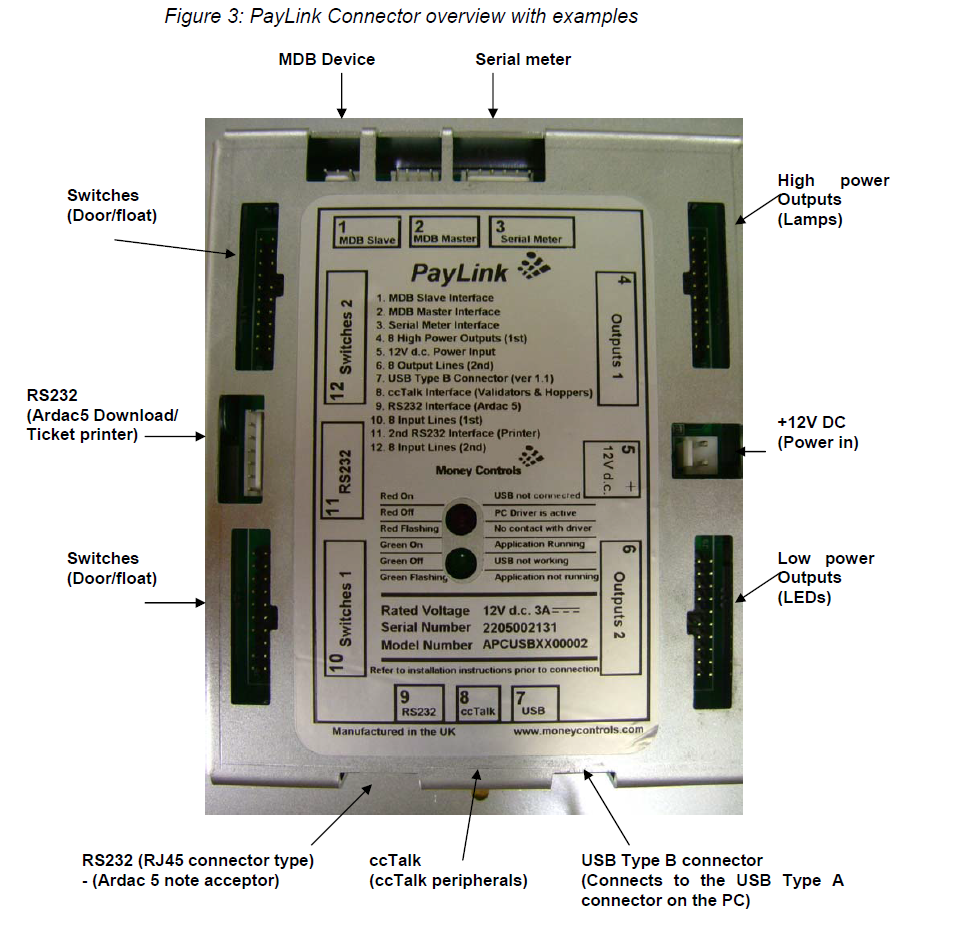 Figure 3: PayLink Connector overview with examples
MDB Device
Serial meter
Switches
(Door/float)
High power
Outputs
(Lamps)
RS232
(Ardac5 Download/
Ticket printer)
+12V DC
(Power in)
Switches
(Door/float)
Low power
Outputs
(LEDs)
1
MDB Slave
2
MDB Master
3
Serial Meter
PayLink
12 Switches 2
4
Outputs 1
1. MDB Slave Interface
2. MDB Master Interface
3. Serial Meter Interface
4. 8 High Power Outputs (1st)
5. 12V d.c. Power Input
6. 8 Output Lines (2nd)
7. USB Type B Connector (ver 1.1)
8. ccTalk Interface (Validators & Hoppers)
9. RS232 Interface (Ardac 5)
10. 8 Input Lines (1st)
11. 2nd RS232 Interface (Printer)
12. 8 Input Lines (2nd)
Money Controls
11 RS232
5
12V d.c. +
Red On USB not connected
Red Off PC Driver is active
Red Flashing No contact with driver
Green On Application Running
Green Off USB not working
Green Flashing Application not running
10 Switches 1
6
Outputs 2
Rated Voltage 12V d.c. 3A
Serial Number 2205002131
Model Number APCUSBXX00002
Refer to installation instructions prior to connection
9
RS232
8
ccTalk
7
USB
Manufactured in the UK www.moneycontrols.com
RS232 (RJ45 connector type)
- (Ardac 5 note acceptor)
ccTalk
(ccTalk peripherals)
USB Type B connector
(Connects to the USB Type A
connector on the PC)